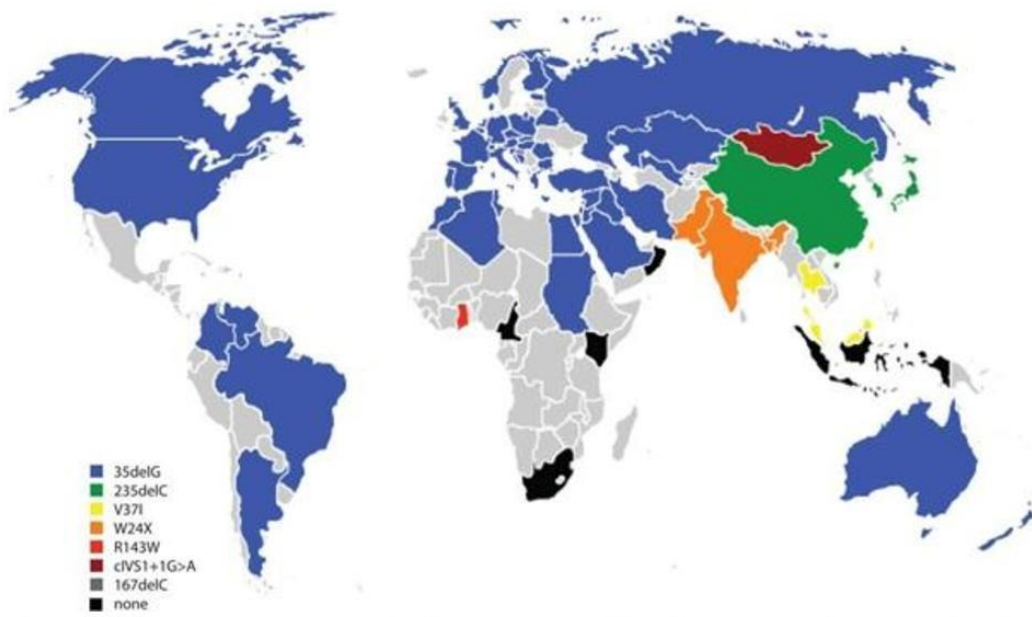 35delG
235delC
V37I
W24X
R143W
cIVS1+1G>A
167delC
none